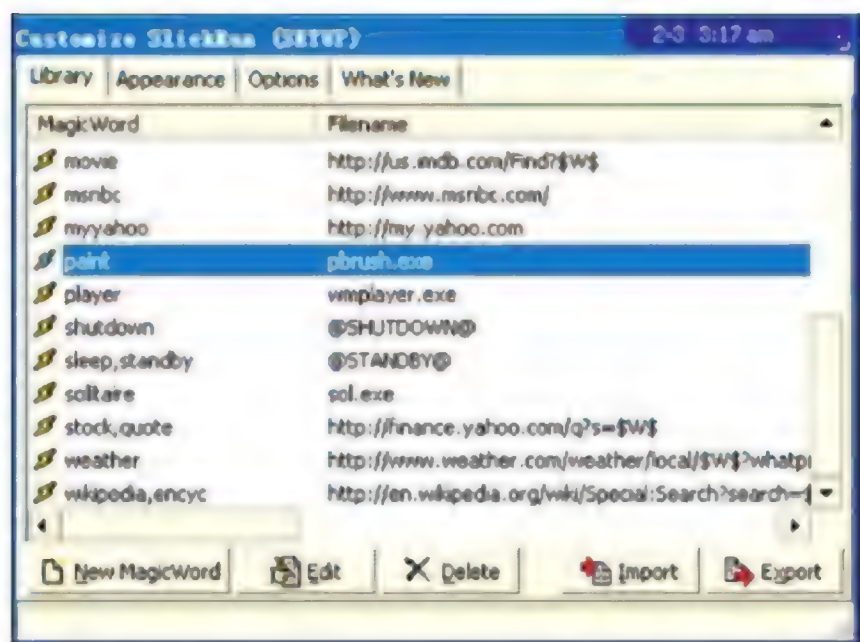 Customize SlickRun (SETUP) 2-3 3:17 am
Library Appearance Options What's New
MagicWord Filename
movie http://us.imdb.com/Find?$W$
msnbc http://www.msnbc.com/
myyahoo http://my.yahoo.com
paint pbrush.exe
player wmplayer.exe
shutdown @SHUTDOWN@
sleep,standby @STANDBY@
solitaire sol.exe
stock,quote http://finance.yahoo.com/q?s=$W$
weather http://www.weather.com/weather/local/$W$?whatpr
wikipedia,encyc http://en.wikipedia.org/wiki/Special:Search?search=$
New MagicWord Edit Delete Import Export